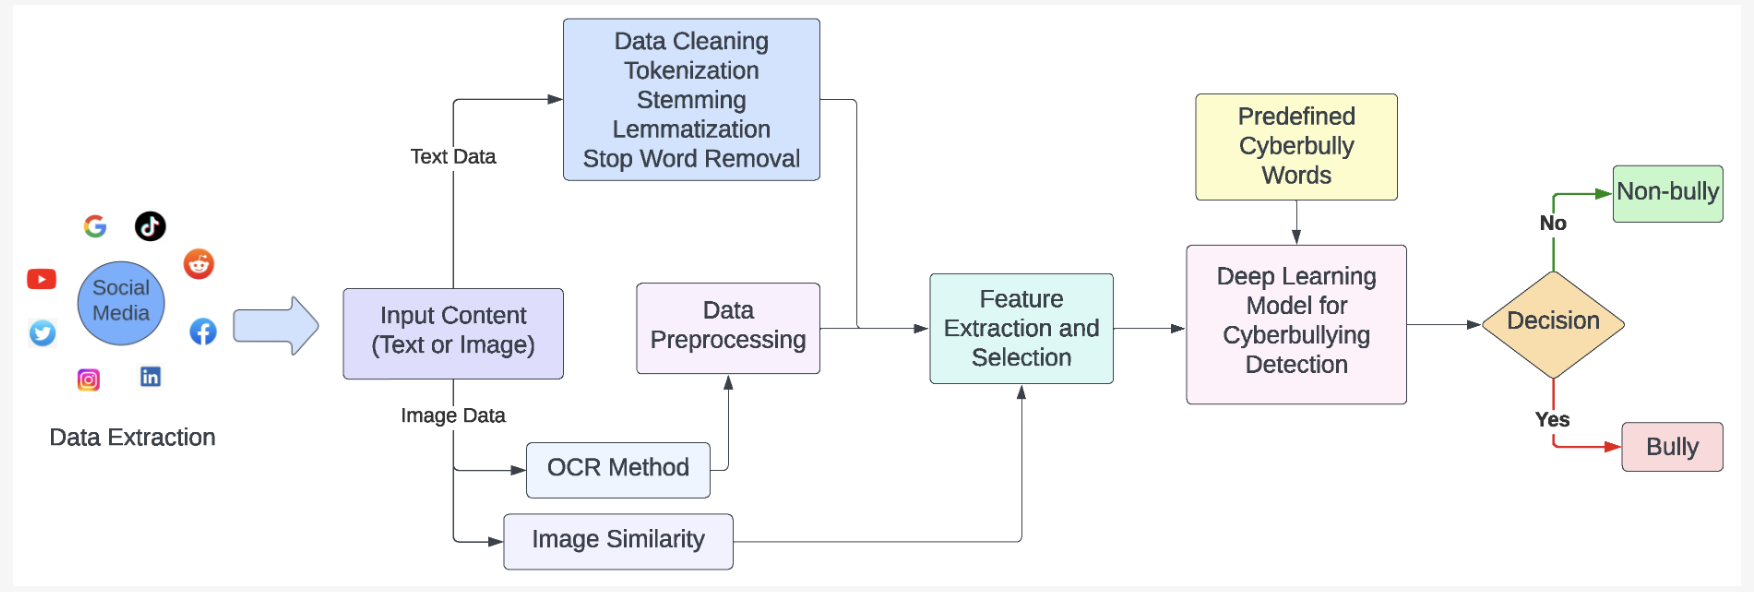 Social
Media
Data Extraction
Input Content
(Text or Image)
Text Data
Data Cleaning
Tokenization
Stemming
Lemmatization
Stop Word Removal
Image Data
OCR Method
Image Similarity
Data
Preprocessing
Feature
Extraction and
Selection
Predefined
Cyberbully
Words
Deep Learning
Model for
Cyberbullying
Detection
Decision
No
Non-bully
Yes
Bully